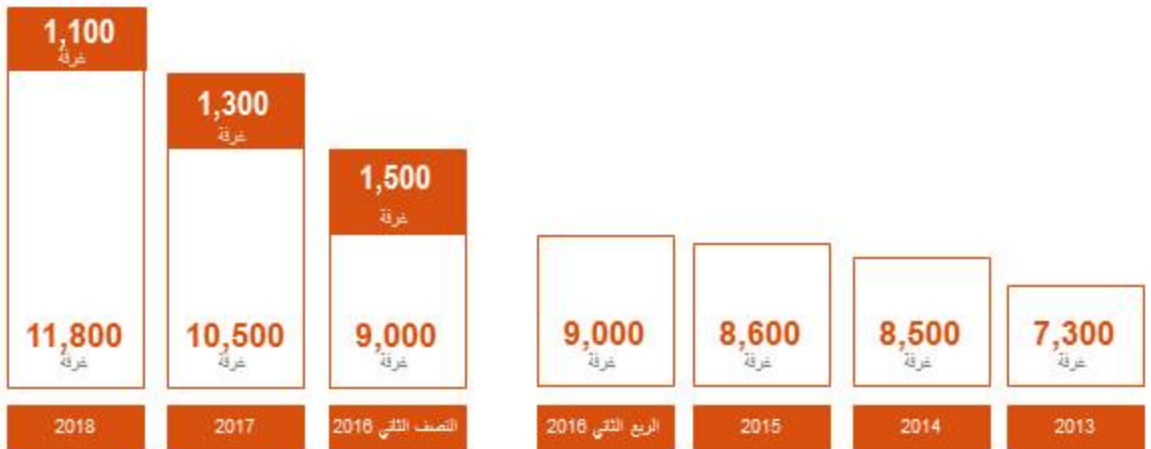 1,100
غرفة
1,300
غرفة
1,500
غرفة
11,800
غرفة
10,500
غرفة
9,000
غرفة
9,000
غرفة
8,600
غرفة
8,500
غرفة
7,300
غرفة
2018
2017
النصف الثاني 2016
الربع الثاني 2016
2015
2014
2013